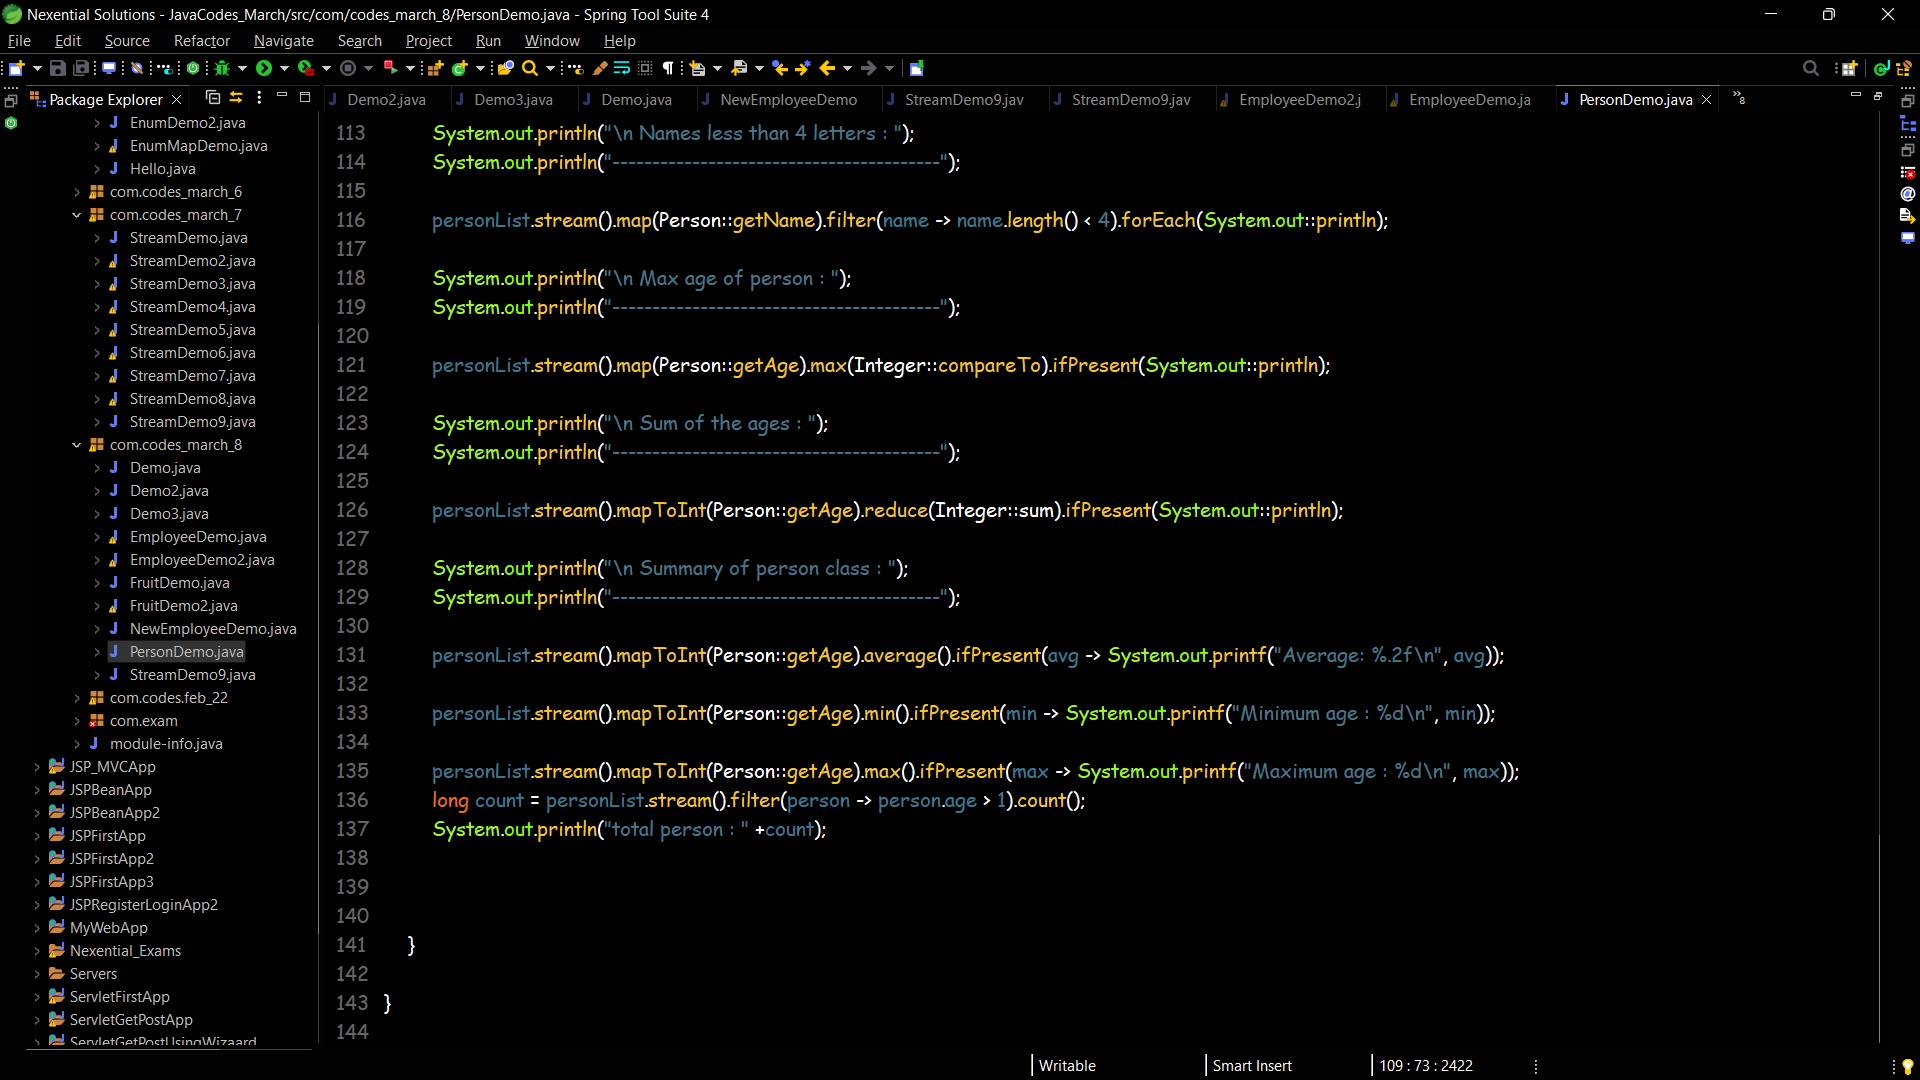 Nexential Solutions - JavaCodes_March/src/com/codes_march_8/PersonDemo.java - Spring Tool Suite 4
File Edit Source Refactor Navigate Search Project Run Window Help
Package Explorer
Demo2.java Demo3.java Demo.java NewEmployeeDemo StreamDemo9.jav StreamDemo9.jav EmployeeDemo2.j EmployeeDemo.ja PersonDemo.java »8
EnumDemo2.java
EnumMapDemo.java
Hello.java
com.codes_march_6
com.codes_march_7
StreamDemo.java
StreamDemo2.java
StreamDemo3.java
StreamDemo4.java
StreamDemo5.java
StreamDemo6.java
StreamDemo7.java
StreamDemo8.java
StreamDemo9.java
com.codes_march_8
Demo.java
Demo2.java
Demo3.java
EmployeeDemo.java
EmployeeDemo2.java
FruitDemo.java
FruitDemo2.java
NewEmployeeDemo.java
PersonDemo.java
StreamDemo9.java
com.codes.feb_22
com.exam
module-info.java
JSP_MVCApp
JSPBeanApp
JSPBeanApp2
JSPFirstApp
JSPFirstApp2
JSPFirstApp3
JSPRegisterLoginApp2
MyWebApp
Nexential_Exams
Servers
ServletFirstApp
ServletGetPostApp
ServletGetPostUsingWizaard
113 System.out.println("\n Names less than 4 letters : ");
114 System.out.println("-----------------------------------------");
115
116 personList.stream().map(Person::getName).filter(name -> name.length() < 4).forEach(System.out::println);
117
118 System.out.println("\n Max age of person : ");
119 System.out.println("-----------------------------------------");
120
121 personList.stream().map(Person::getAge).max(Integer::compareTo).ifPresent(System.out::println);
122
123 System.out.println("\n Sum of the ages : ");
124 System.out.println("-----------------------------------------");
125
126 personList.stream().mapToInt(Person::getAge).reduce(Integer::sum).ifPresent(System.out::println);
127
128 System.out.println("\n Summary of person class : ");
129 System.out.println("-----------------------------------------");
130
131 personList.stream().mapToInt(Person::getAge).average().ifPresent(avg -> System.out.printf("Average: %.2f\n", avg));
132
133 personList.stream().mapToInt(Person::getAge).min().ifPresent(min -> System.out.printf("Minimum age : %d\n", min));
134
135 personList.stream().mapToInt(Person::getAge).max().ifPresent(max -> System.out.printf("Maximum age : %d\n", max));
136 long count = personList.stream().filter(person -> person.age > 1).count();
137 System.out.println("total person : " +count);
138
139
140
141 }
142
143 }
144
Writable Smart Insert 109 : 73 : 2422